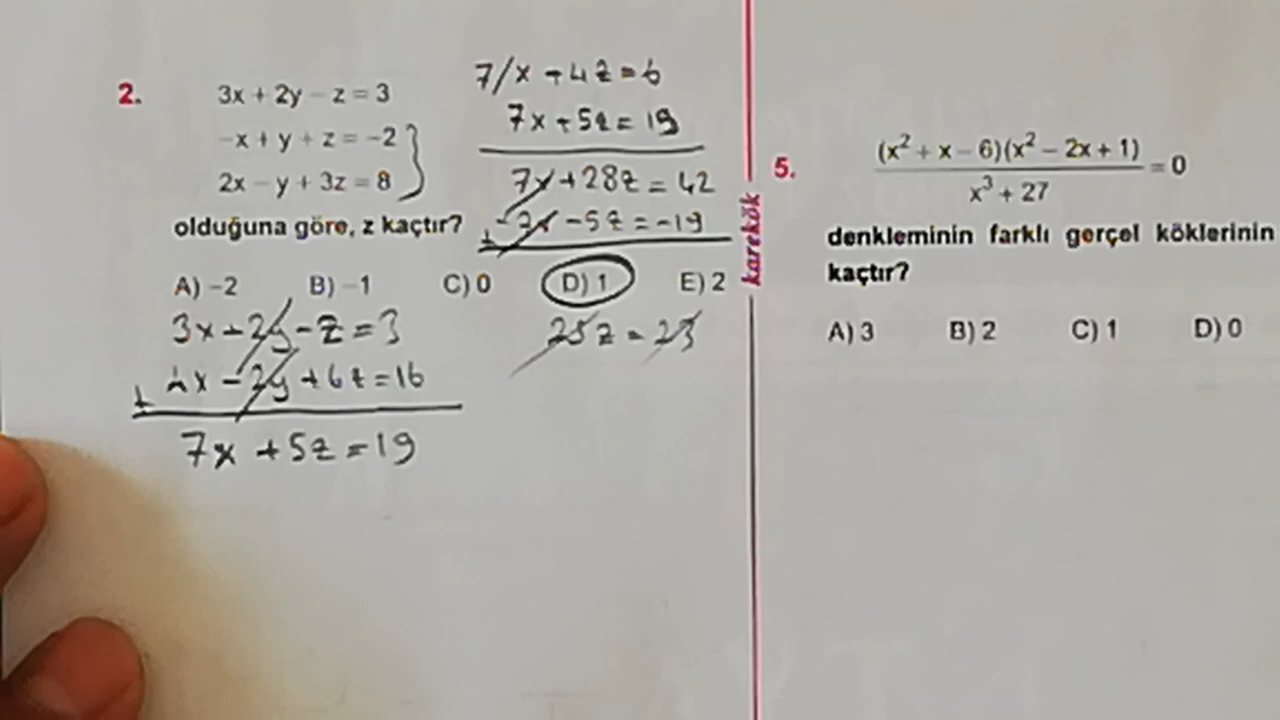 2.
3x + 2y - z = 3
-x + y + z = -2
2x - y + 3z = 8
olduğuna göre, z kaçtır?
A) -2 B) -1 C) 0 D) 1 E) 2
3x + 2y - z = 3
4x - 2y + 6z = 16
+
7x + 5z = 19
7/x + 4z = 6
7x + 5z = 19
7x + 28z = 42
+ -7x - 5z = -19
23z = 23
karekök
5.
(x² + x - 6)(x² - 2x + 1)
x³ + 27
= 0
denkleminin farklı gerçel köklerinin
kaçtır?
A) 3 B) 2 C) 1 D) 0